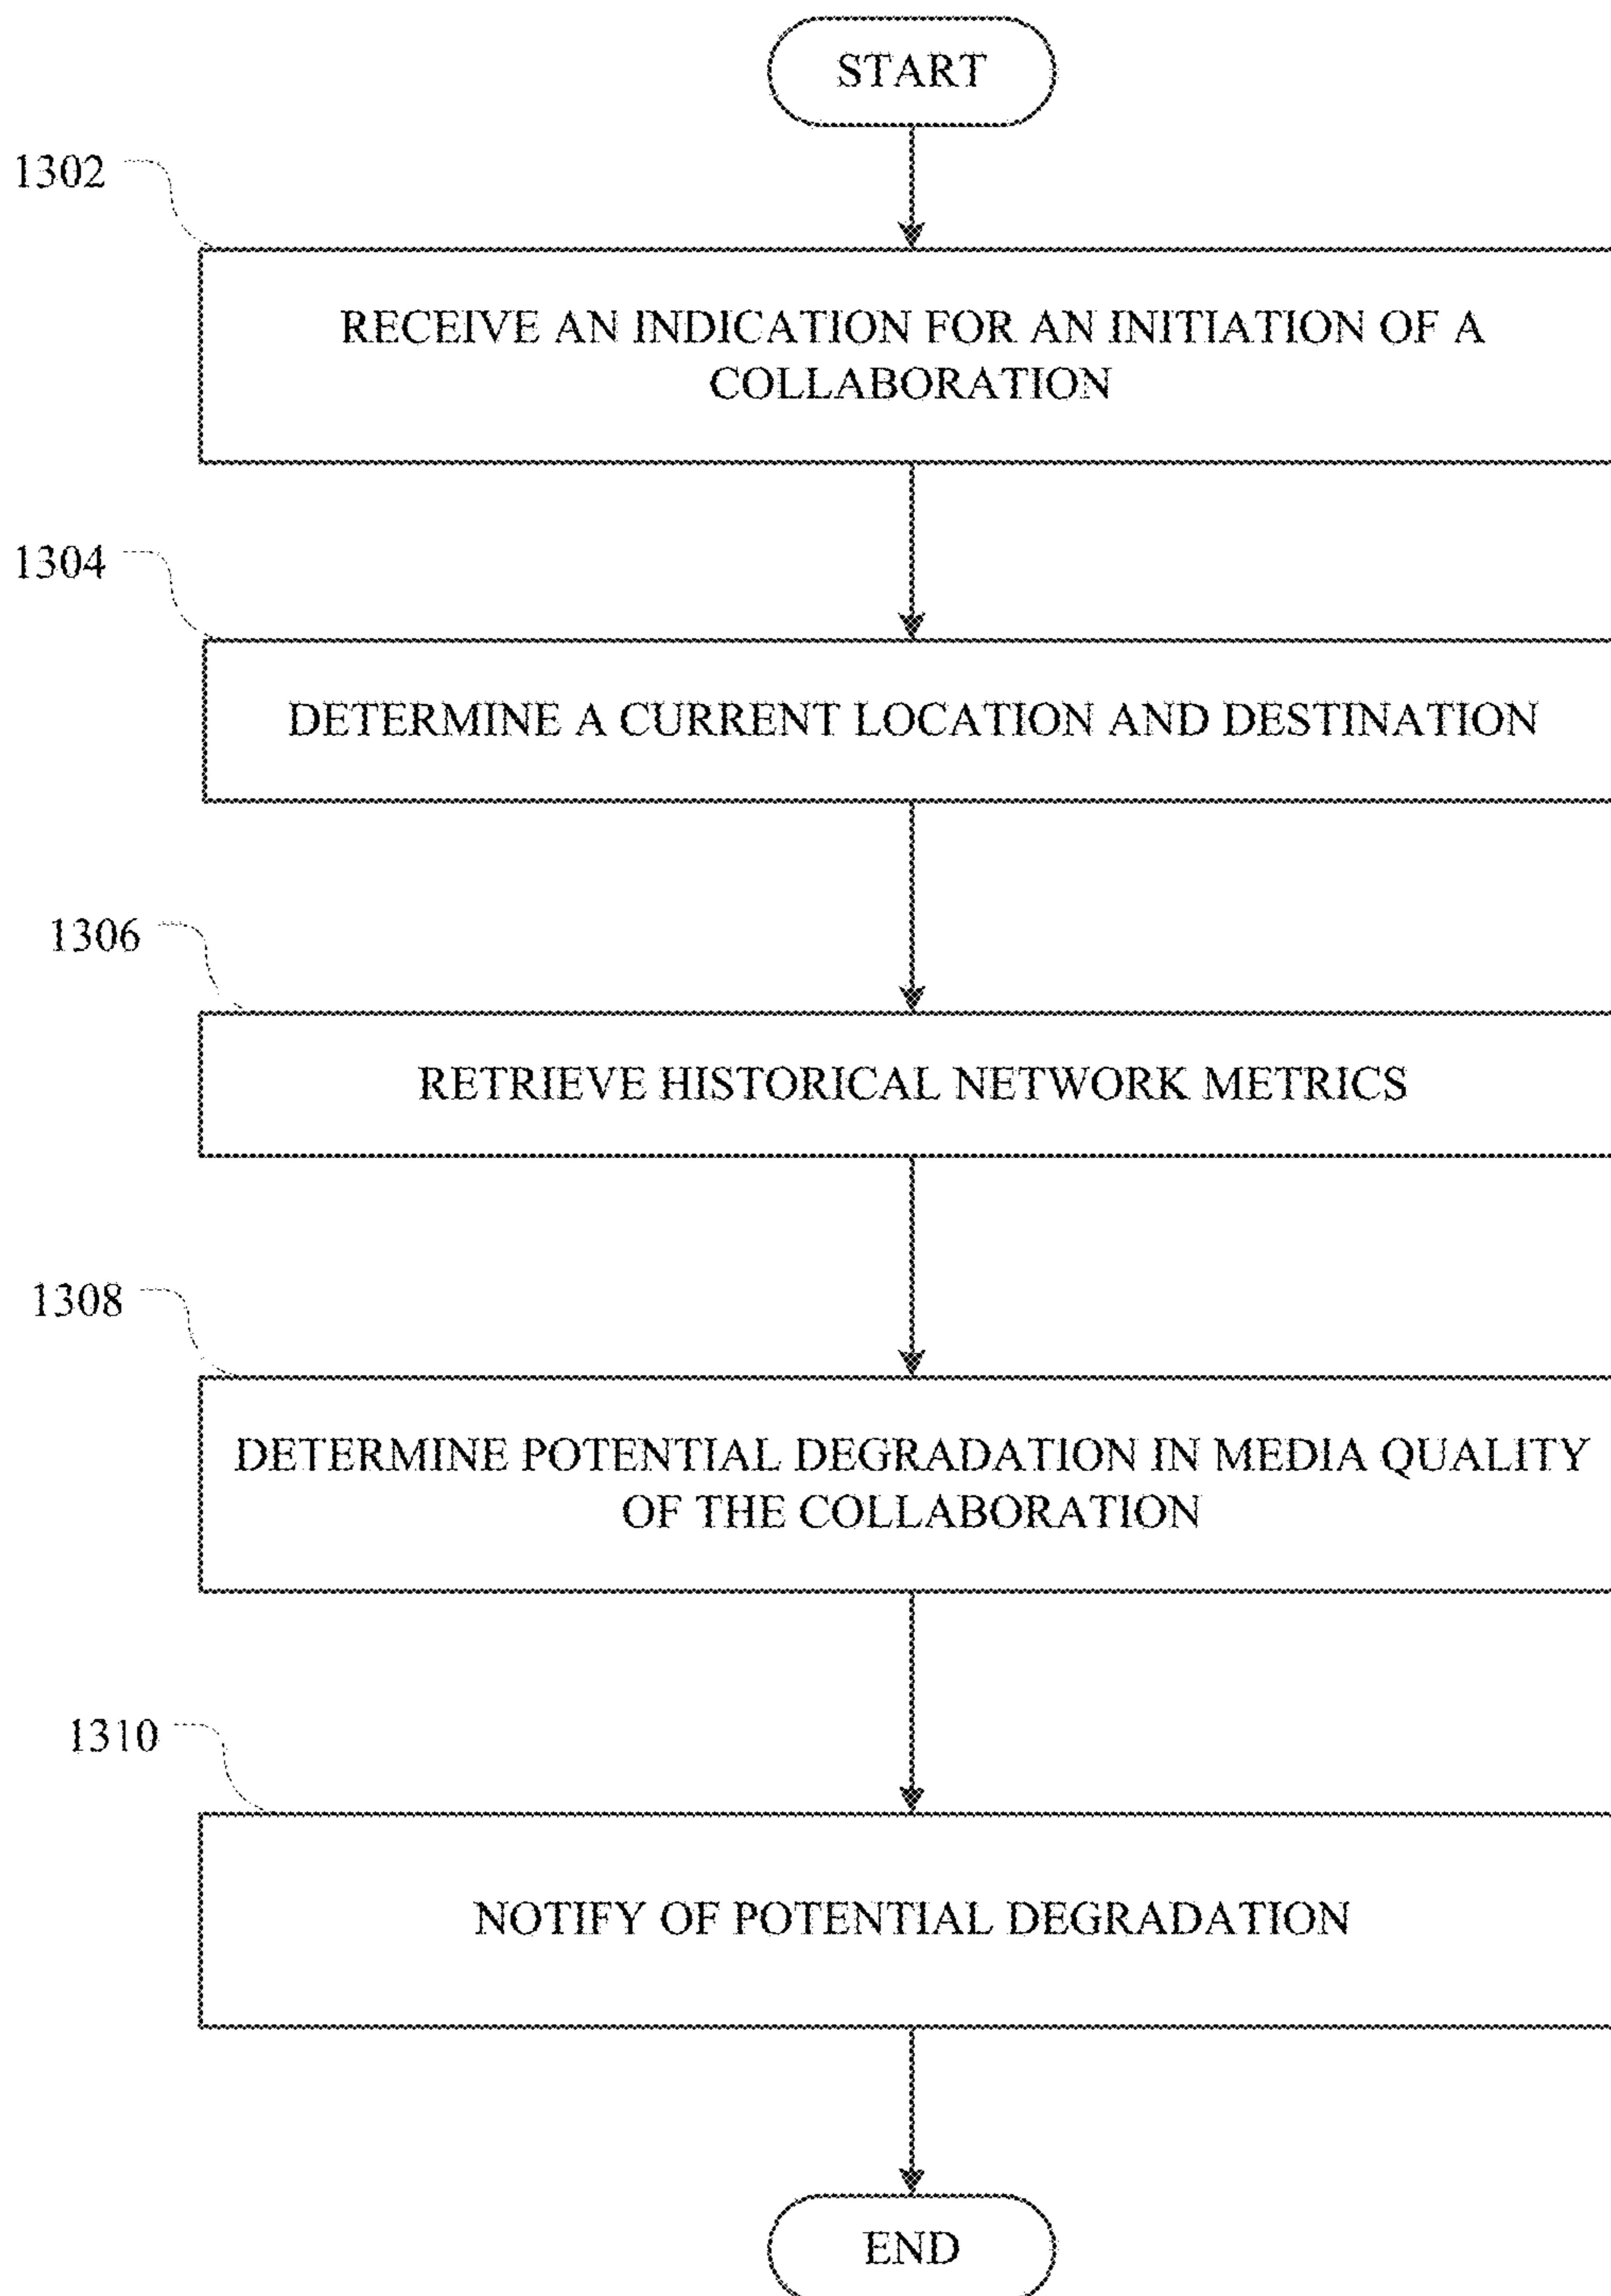 START
1302
RECEIVE AN INDICATION FOR AN INITIATION OF A
COLLABORATION
1304
DETERMINE A CURRENT LOCATION AND DESTINATION
1306
RETRIEVE HISTORICAL NETWORK METRICS
1308
DETERMINE POTENTIAL DEGRADATION IN MEDIA QUALITY
OF THE COLLABORATION
1310
NOTIFY OF POTENTIAL DEGRADATION
END